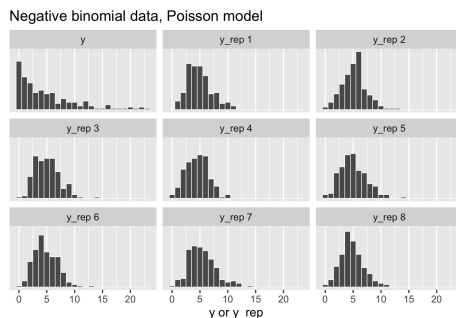 Negative binomial data, Poisson model
y y_rep 1 y_rep 2
y_rep 3 y_rep 4 y_rep 5
y_rep 6 y_rep 7 y_rep 8
0 5 10 15 20 0 5 10 15 20 0 5 10 15 20
y or y_rep